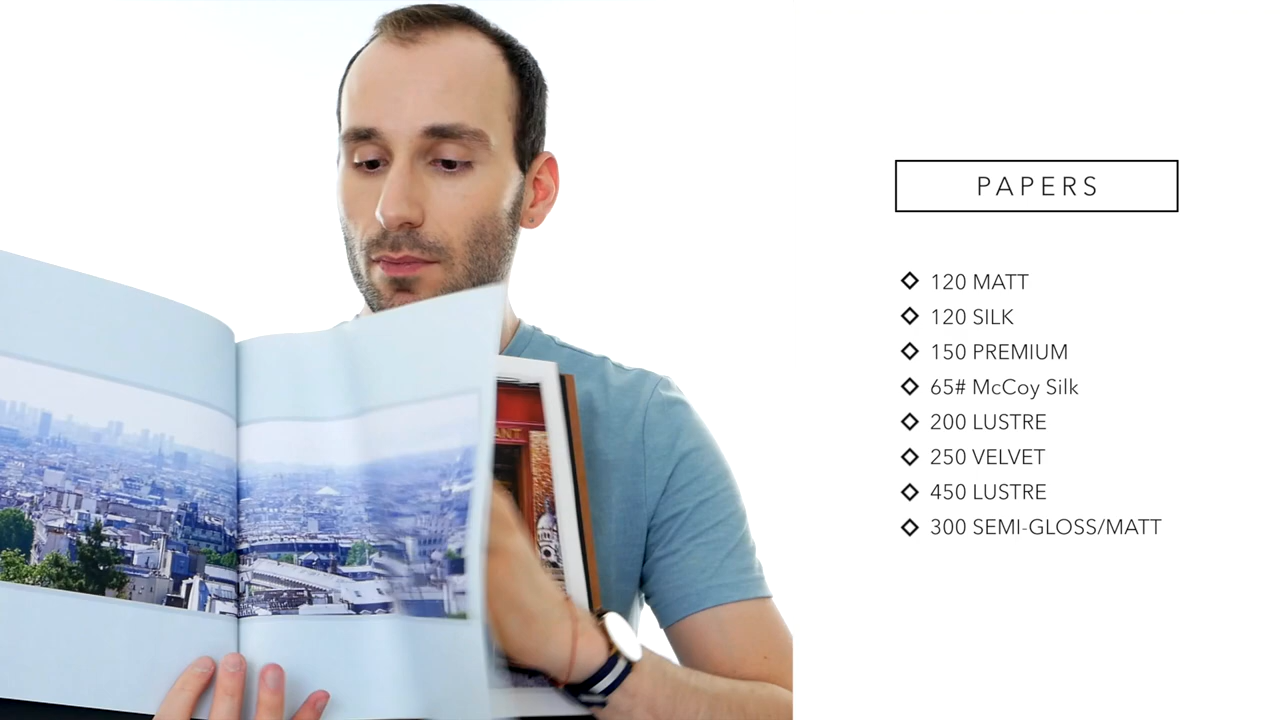 PAPERS
120 MATT
120 SILK
150 PREMIUM
65# McCoy Silk
200 LUSTRE
250 VELVET
450 LUSTRE
300 SEMI-GLOSS/MATT
ANT